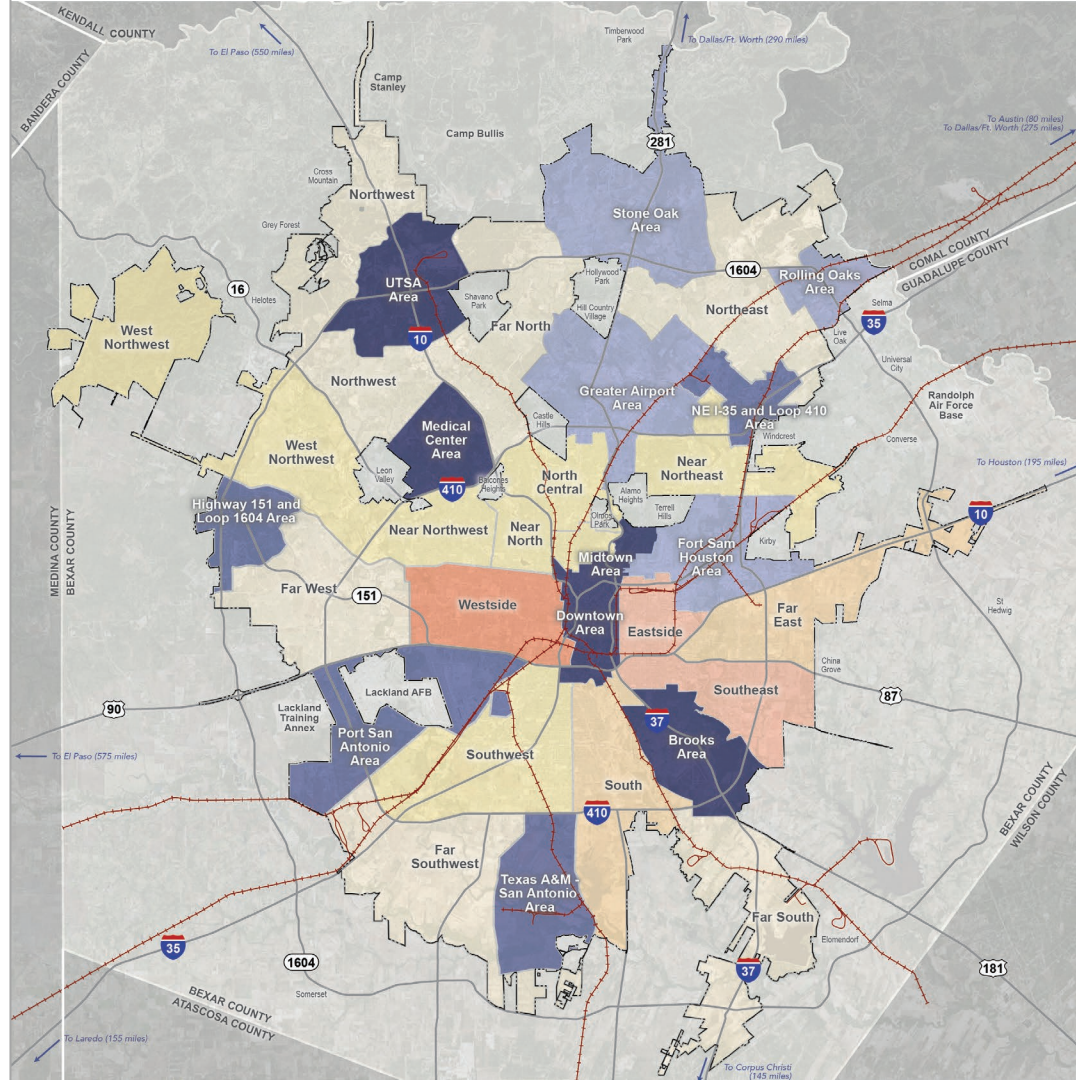 KENDALL COUNTY
BANDERA COUNTY
To El Paso (550 miles)
Timberwood
Park
To Dallas/Ft. Worth (290 miles)
Camp
Stanley
Camp Bullis
281
To Austin (80 miles)
To Dallas/Ft. Worth (275 miles)
Cross
Mountain
Northwest
Grey Forest
Stone Oak
Area
COMAL COUNTY
GUADALUPE COUNTY
1604
Rolling Oaks
Area
16
Helotes
UTSA
Area
Shavano
Park
Hollywood
Park
Hill Country
Village
Northeast
Selma
35
West
Northwest
10
Far North
Live
Oak
Universal
City
Northwest
Greater Airport
Area
NE I-35 and Loop 410
Area
Randolph
Air Force
Base
Castle
Hills
Medical
Center
Area
Windcrest
Converse
West
Northwest
Leon
Valley
410
Balcones
Heights
North
Central
Near
Northeast
To Houston (195 miles)
Highway 151 and
Loop 1604 Area
Alamo
Heights
Terrell
Hills
Olmos
Park
10
Near Northwest
Near
North
Kirby
MEDINA COUNTY
BEXAR COUNTY
Midtown
Area
Fort Sam
Houston
Area
Far West
151
Westside
Downtown
Area
Eastside
Far
East
St
Hedwig
China
Grove
Lackland AFB
Southeast
87
90
Lackland
Training
Annex
37
Port San
Antonio
Area
Southwest
Brooks
Area
To El Paso (575 miles)
South
410
BEXAR COUNTY
WILSON COUNTY
Far
Southwest
Texas A&M -
San Antonio
Area
Far South
Elomendorf
35
1604
37
181
Somerset
BEXAR COUNTY
ATASCOSA COUNTY
To Laredo (155 miles)
To Corpus Christi
(145 miles)